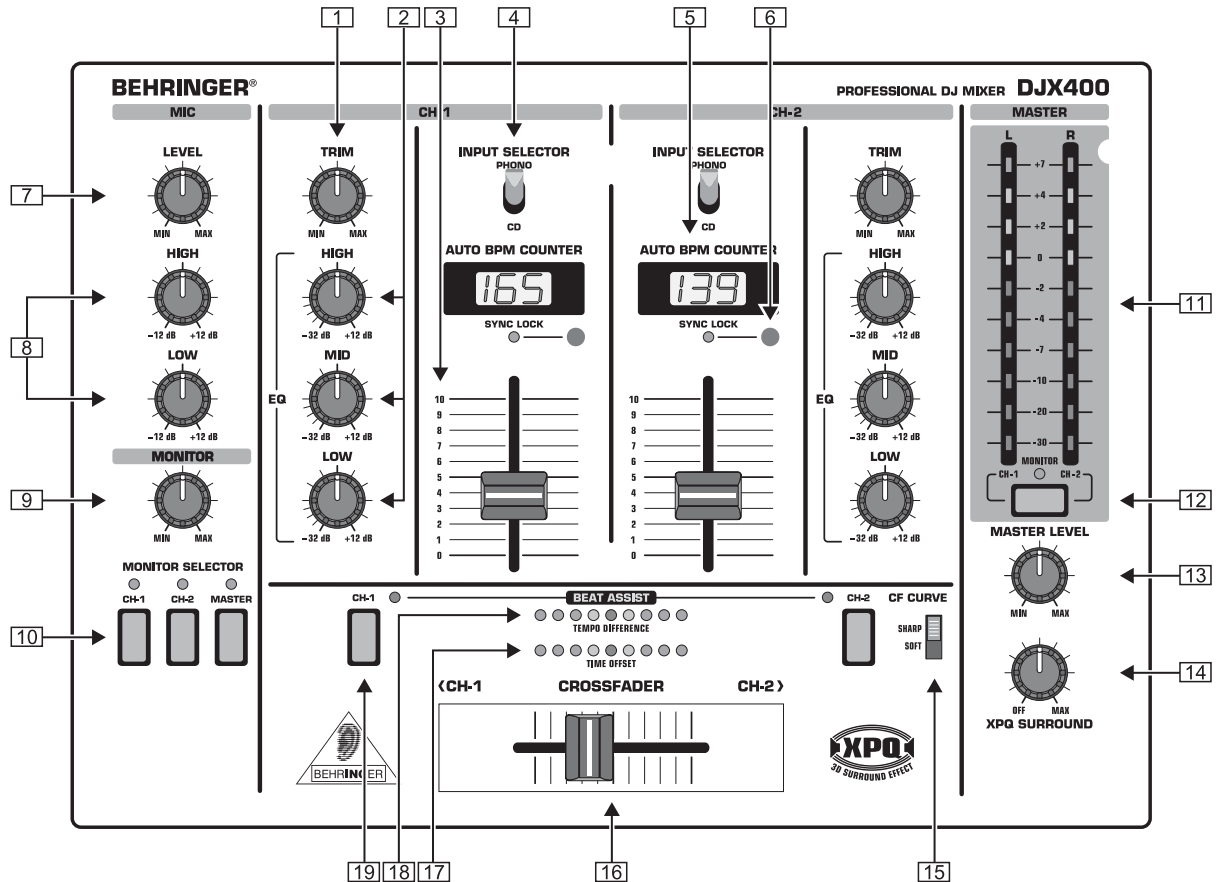 1 2 3 4 5 6
BEHRINGER®
PROFESSIONAL DJ MIXER DJX400
MIC CH-1 CH-2 MASTER
L R
LEVEL
MIN MAX
TRIM
MIN MAX
INPUT SELECTOR
PHONO
CD
INPUT SELECTOR
PHONO
CD
TRIM
MIN MAX
7
HIGH
-12 dB +12 dB
LOW
-12 dB +12 dB
8
HIGH
-32 dB +12 dB
MID
-32 dB +12 dB
LOW
-32 dB +12 dB
EQ
AUTO BPM COUNTER
165
SYNC LOCK
AUTO BPM COUNTER
139
SYNC LOCK
10
9
8
7
6
5
4
3
2
1
0
10
9
8
7
6
5
4
3
2
1
0
HIGH
-32 dB +12 dB
MID
-32 dB +12 dB
LOW
-32 dB +12 dB
EQ
+7
+4
+2
0
-2
-4
-7
-10
-20
-30
11
MONITOR
CH-1 CH-2
12
MONITOR
MIN MAX
9
MASTER LEVEL
MIN MAX
13
MONITOR SELECTOR
CH-1 CH-2 MASTER
10
CH-1
BEAT ASSIST
TEMPO DIFFERENCE
TIME OFFSET
CH-2
CF CURVE
SHARP
SOFT
OFF MAX
XPQ SURROUND
14
⟨CH-1 CROSSFADER CH-2⟩
BEHRINGER
XPQ
3D SURROUND EFFECT
19 18 17 16 15